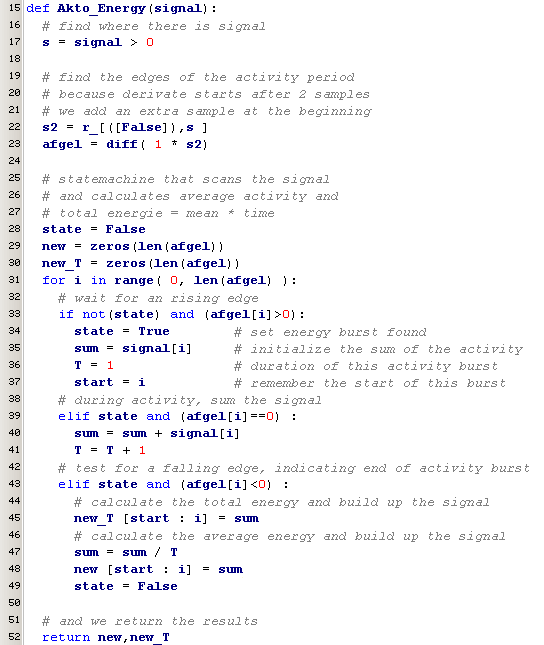 15 def Akto_Energy(signal):
16 # find where there is signal
17 s = signal > 0
18
19 # find the edges of the activity period
20 # because derivate starts after 2 samples
21 # we add an extra sample at the beginning
22 s2 = r_[([False]),s ]
23 afgel = diff( 1 * s2)
24
25 # statemachine that scans the signal
26 # and calculates average activity and
27 # total energie = mean * time
28 state = False
29 new = zeros(len(afgel))
30 new_T = zeros(len(afgel))
31 for i in range( 0, len(afgel) ):
32 # wait for an rising edge
33 if not(state) and (afgel[i]>0):
34 state = True # set energy burst found
35 sum = signal[i] # initialize the sum of the activity
36 T = 1 # duration of this activity burst
37 start = i # remember the start of this burst
38 # during activity, sum the signal
39 elif state and (afgel[i]==0) :
40 sum = sum + signal[i]
41 T = T + 1
42 # test for a falling edge, indicating end of activity burst
43 elif state and (afgel[i]<0) :
44 # calculate the total energy and build up the signal
45 new_T [start : i] = sum
46 # calculate the average energy and build up the signal
47 sum = sum / T
48 new [start : i] = sum
49 state = False
50
51 # and we return the results
52 return new,new_T